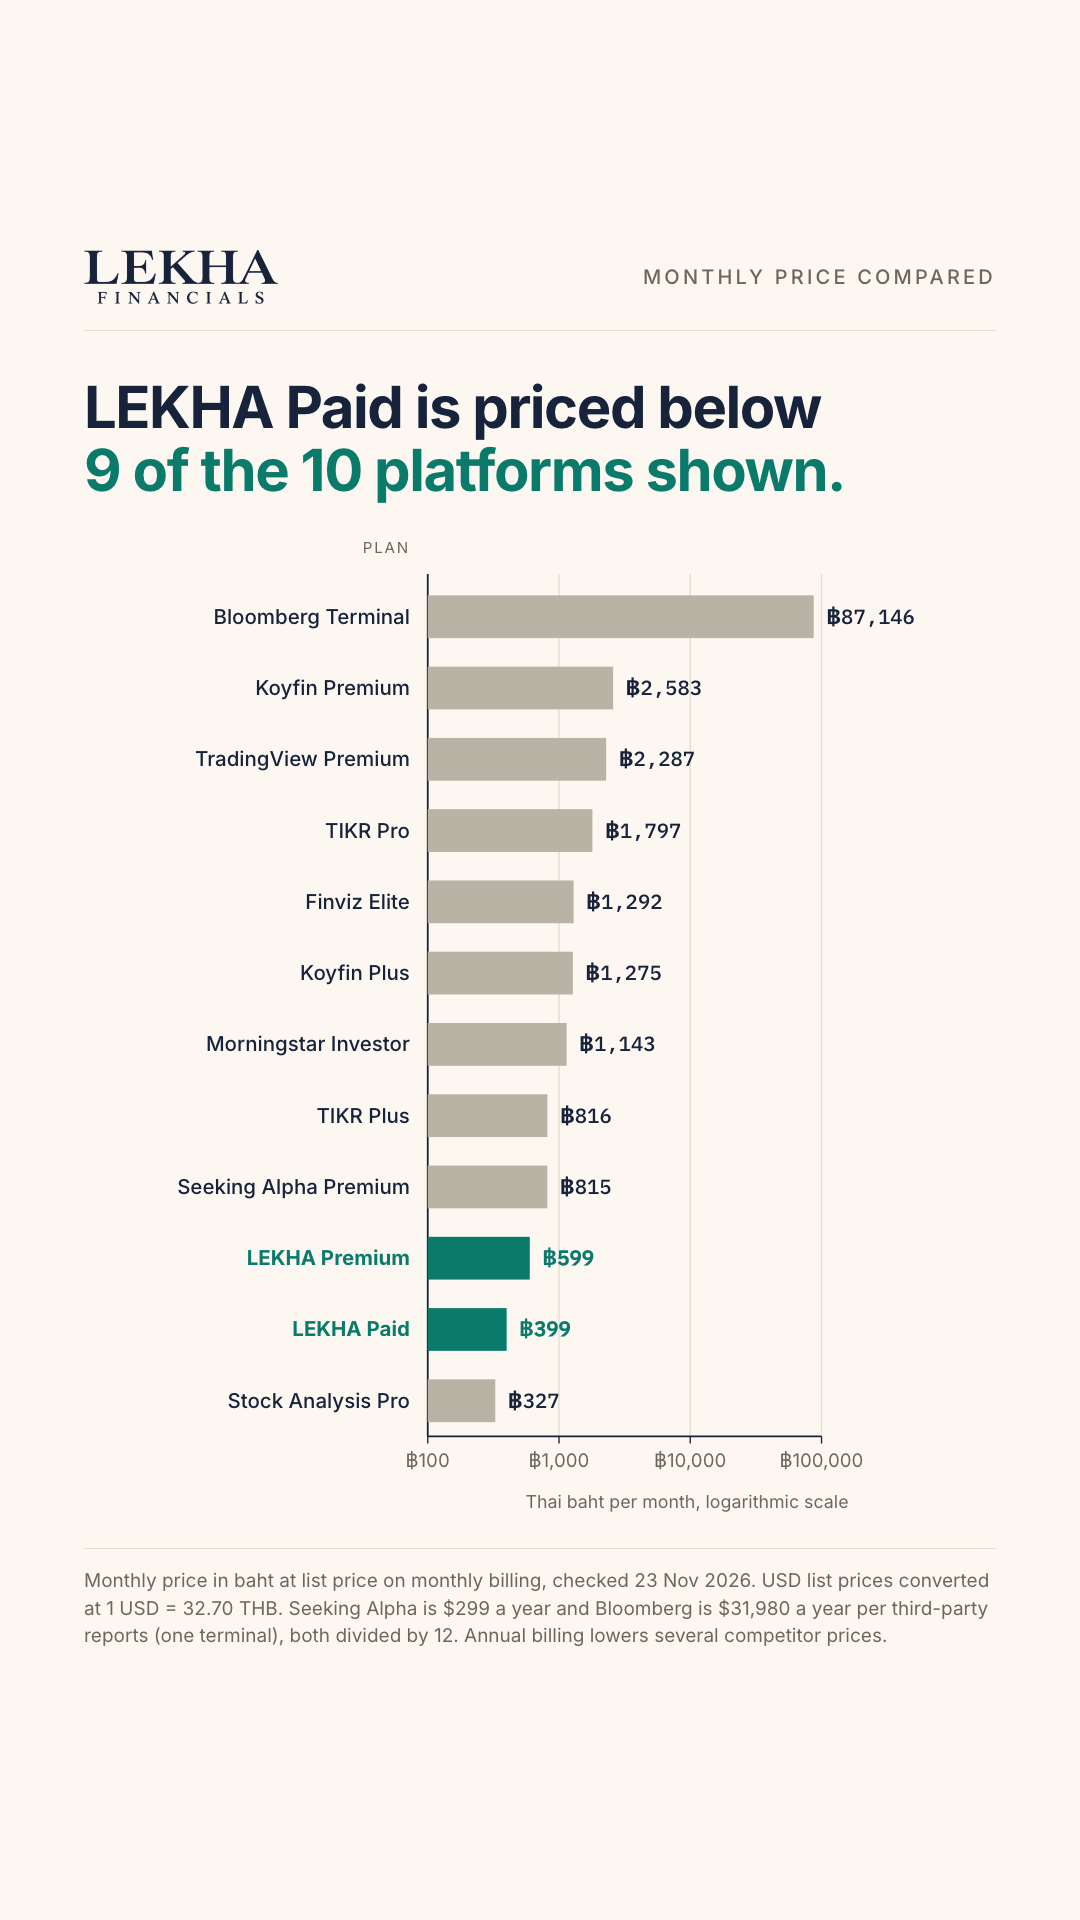 LEKHA
FINANCIALS
MONTHLY PRICE COMPARED
LEKHA Paid is priced below
9 of the 10 platforms shown.
PLAN
Bloomberg Terminal ฿87,146
Koyfin Premium ฿2,583
TradingView Premium ฿2,287
TIKR Pro ฿1,797
Finviz Elite ฿1,292
Koyfin Plus ฿1,275
Morningstar Investor ฿1,143
TIKR Plus ฿816
Seeking Alpha Premium ฿815
LEKHA Premium ฿599
LEKHA Paid ฿399
Stock Analysis Pro ฿327
฿100 ฿1,000 ฿10,000 ฿100,000
Thai baht per month, logarithmic scale
Monthly price in baht at list price on monthly billing, checked 23 Nov 2026. USD list prices converted
at 1 USD = 32.70 THB. Seeking Alpha is $299 a year and Bloomberg is $31,980 a year per third-party
reports (one terminal), both divided by 12. Annual billing lowers several competitor prices.